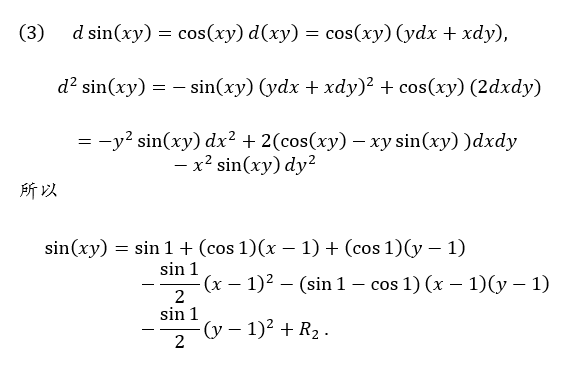 (3) d sin(xy) = cos(xy) d(xy) = cos(xy) (ydx + xdy),
d² sin(xy) = − sin(xy) (ydx + xdy)² + cos(xy) (2dxdy)
= −y² sin(xy) dx² + 2(cos(xy) − xy sin(xy) )dxdy
− x² sin(xy) dy²
所以
sin(xy) = sin 1 + (cos 1)(x − 1) + (cos 1)(y − 1)
− sin 1/2 (x − 1)² − (sin 1 − cos 1) (x − 1)(y − 1)
− sin 1/2 (y − 1)² + R₂ .